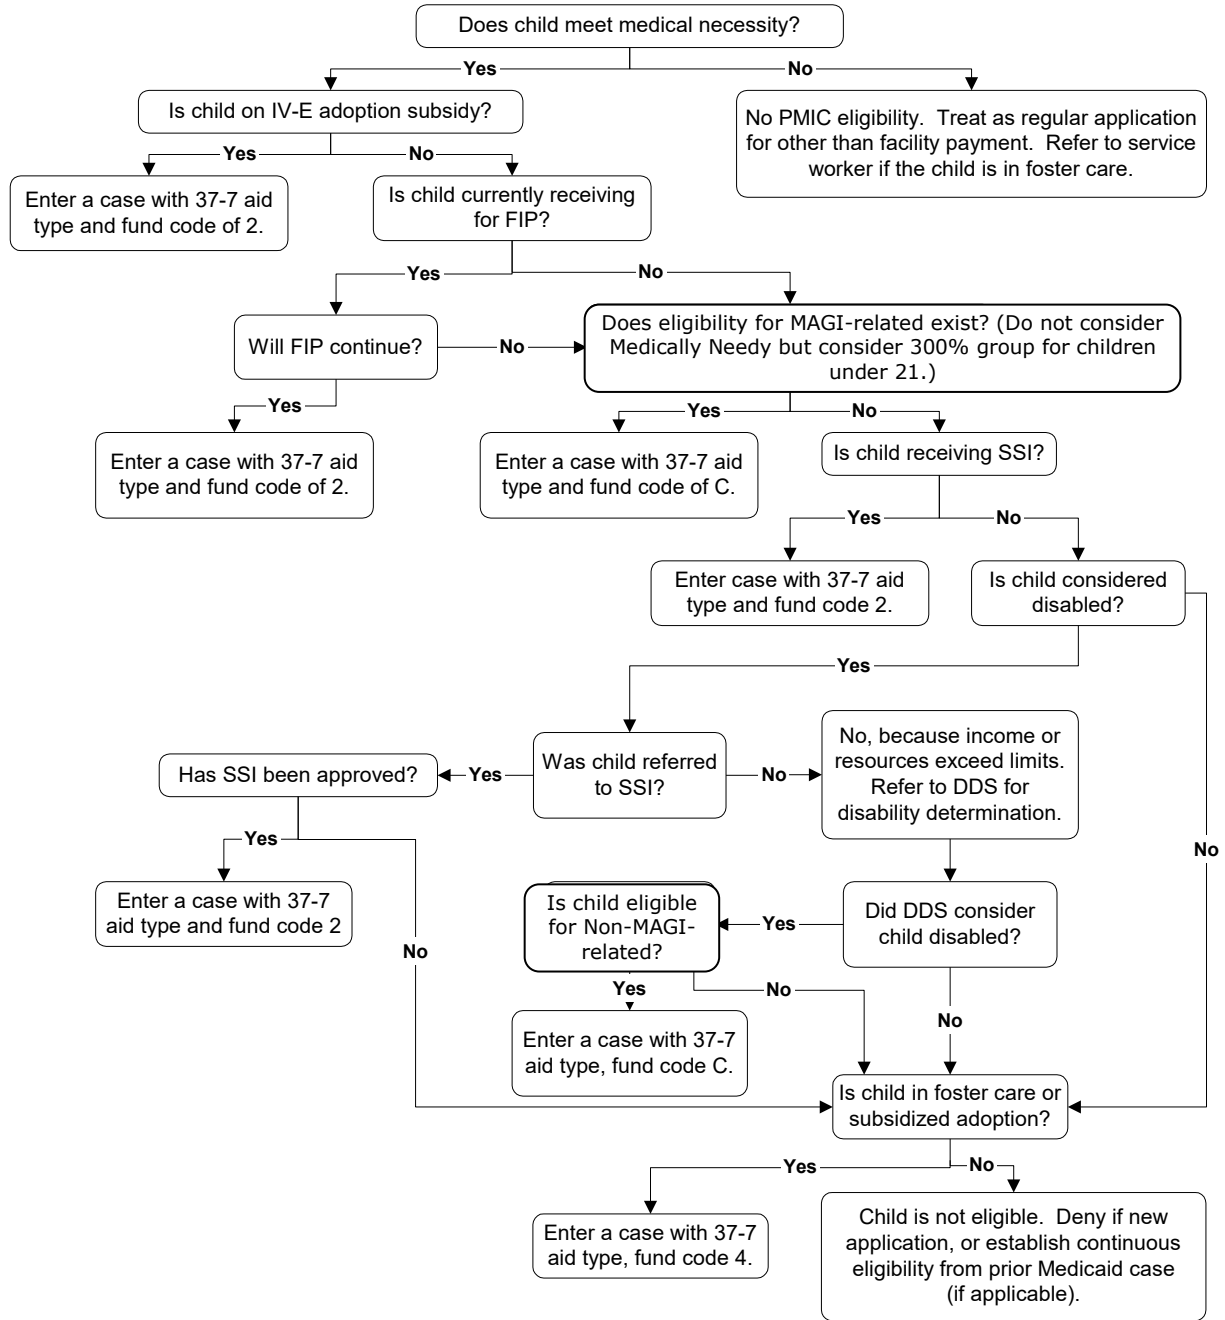 Does child meet medical necessity?
Yes
No
Is child on IV-E adoption subsidy?
No PMIC eligibility.  Treat as regular application
for other than facility payment.  Refer to service
worker if the child is in foster care.
Yes
No
Enter a case with 37-7 aid
type and fund code of 2.
Is child currently receiving
for FIP?
Yes
No
Will FIP continue?
No
Does eligibility for MAGI-related exist? (Do not consider
Medically Needy but consider 300% group for children
under 21.)
Yes
Yes
No
Enter a case with 37-7 aid
type and fund code of 2.
Enter a case with 37-7 aid
type and fund code of C.
Is child receiving SSI?
Yes
No
Enter case with 37-7 aid
type and fund code 2.
Is child considered
disabled?
Yes
No
Has SSI been approved?
Yes
Was child referred
to SSI?
No
No, because income or
resources exceed limits.
Refer to DDS for
disability determination.
Yes
No
Enter a case with 37-7
aid type and fund code 2
Is child eligible
for Non-MAGI-
related?
Yes
Did DDS consider
child disabled?
Yes
No
No
Enter a case with 37-7
aid type, fund code C.
Is child in foster care or
subsidized adoption?
Yes
No
Enter a case with 37-7
aid type, fund code 4.
Child is not eligible.  Deny if new
application, or establish continuous
eligibility from prior Medicaid case
(if applicable).